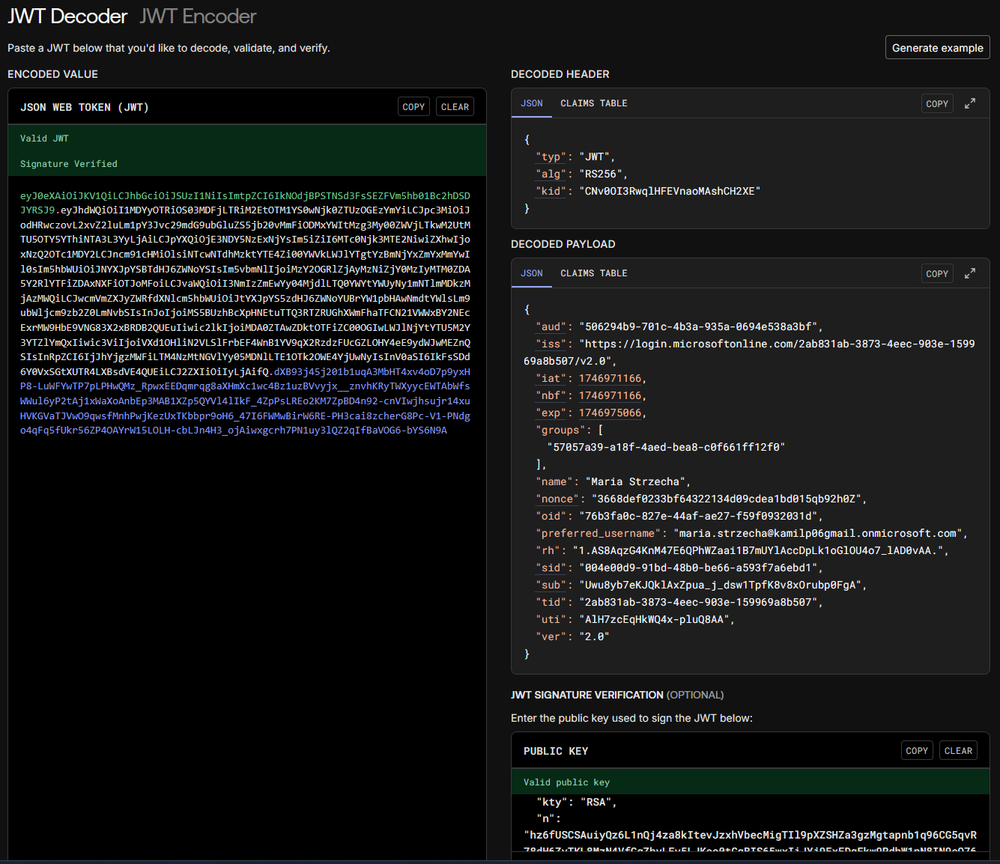 JWT Decoder JWT Encoder
Paste a JWT below that you'd like to decode, validate, and verify.
Generate example
ENCODED VALUE
JSON WEB TOKEN (JWT)
COPY
CLEAR
Valid JWT
Signature Verified
eyJ0eXAiOiJKV1QiLCJhbGciOiJSUzI1NiIsImtpZCI6IkNOdjBPSTNSd3FsSEZFVm5hb01Bc2hDSD
JYRSJ9.eyJhdWQiOiI1MDYyOTRiOS03MDFjLTRiM2EtOTM1YS0wNjk0ZTUzOGEzYmYiLCJpc3MiOiJ
odHRwczovL2xvZ2luLm1pY3Jvc29mdG9ubGluZS5jb20vMmFiODMxYWItMzg3My00ZWVjLTkwM2UtM
TU5OTY5YThiNTA3L3YyLjAiLCJpYXQiOjE3NDY5NzExNjYsIm5iZiI6MTc0Njk3MTE2NiwiZXhwIjo
xNzQ2OTc1MDY2LCJncm91cHMiOlsiNTcwNTdhMzktYTE4Zi00YWVkLWJlYTgtYzBmNjYxZmYxMmYwI
l0sIm5hbWUiOiJNYXJpYSBTdHJ6ZWNoYSIsIm5vbmNlIjoiMzY2OGRlZjAyMzNiZjY0MzIyMTM0ZDA
5Y2RlYTFiZDAxNXFiOTJoMFoiLCJvaWQiOiI3NmIzZmEwYy04MjdlLTQ0YWYtYWUyNy1mNTlmMDkzM
jAzMWQiLCJwcmVmZXJyZWRfdXNlcm5hbWUiOiJtYXJpYS5zdHJ6ZWNoYUBrYW1pbHAwNmdtYWlsLm9
ubWljcm9zb2Z0LmNvbSIsInJoIjoiMS5BUzhBcXpHNEtuTTQ3RTZRUGhXWmFhaTFCN21VWWxBY2NEc
ExrMW9HbE9VNG83X2xBRDB2QUEuIiwic2lkIjoiMDA0ZTAwZDktOTFiZC00OGIwLWJlNjYtYTU5M2Y
3YTZlYmQxIiwic3ViIjoiVXd1OHliN2VLSlFrbEF4WnB1YV9qX2RzdzFUcGZLOHY4eE9ydWJwMEZnQ
SIsInRpZCI6IjJhYjgzMWFiLTM4NzMtNGVlYy05MDNlLTE1OTk2OWE4YjUwNyIsInV0aSI6IkFsSDd
6Y0VxSGtXUTR4LXBsdVE4QUEiLCJ2ZXIiOiIyLjAifQ.dXB93j45j201b1uqA3MbHT4xv4oD7p9yxH
P8-LuWFYwTP7pLPHwQMz_RpwxEEDqmrqg8aXHmXc1wc4Bz1uzBVvyjx__znvhKRyTWXyycEWTAbWfs
WWul6yP2tAj1xWaXoAnbEp3MAB1XZp5QYVl4lIkF_4ZpPsLREo2KM7ZpBD4n92-cnVIwjhsujr14xu
HVKGVaTJVwO9qwsfMnhPwjKezUxTKbbpr9oH6_47I6FWMwBirW6RE-PH3cai8zcherG8Pc-V1-PNdg
o4qFq5fUkr56ZP4OAYrW15LOLH-cbLJn4H3_ojAiwxgcrh7PN1uy3lQZ2qIfBaVOG6-bYS6N9A
DECODED HEADER
JSON CLAIMS TABLE
COPY
{
"typ": "JWT",
"alg": "RS256",
"kid": "CNv0OI3RwqlHFEVnaoMAshCH2XE"
}
DECODED PAYLOAD
JSON CLAIMS TABLE
COPY
{
"aud": "506294b9-701c-4b3a-935a-0694e538a3bf",
"iss": "https://login.microsoftonline.com/2ab831ab-3873-4eec-903e-1599
69a8b507/v2.0",
"iat": 1746971166,
"nbf": 1746971166,
"exp": 1746975066,
"groups": [
"57057a39-a18f-4aed-bea8-c0f661ff12f0"
],
"name": "Maria Strzecha",
"nonce": "3668def0233bf64322134d09cdea1bd015qb92h0Z",
"oid": "76b3fa0c-827e-44af-ae27-f59f0932031d",
"preferred_username": "maria.strzecha@kamilp06gmail.onmicrosoft.com",
"rh": "1.AS8AqzG4KnM47E6QPhWZaai1B7mUYlAccDpLk1oGlOU4o7_lAD0vAA.",
"sid": "004e00d9-91bd-48b0-be66-a593f7a6ebd1",
"sub": "Uwu8yb7eKJQklAxZpua_j_dsw1TpfK8v8xOrubp0FgA",
"tid": "2ab831ab-3873-4eec-903e-159969a8b507",
"uti": "AlH7zcEqHkWQ4x-pluQ8AA",
"ver": "2.0"
}
JWT SIGNATURE VERIFICATION (OPTIONAL)
Enter the public key used to sign the JWT below:
PUBLIC KEY
COPY
CLEAR
Valid public key
"kty": "RSA",
"n":
"hz6fUSCSAuiyQz6L1nQj4za8kItevJzxhVbecMigTIl9pXZSHZa3gzMgtapnb1q96CG5qvR